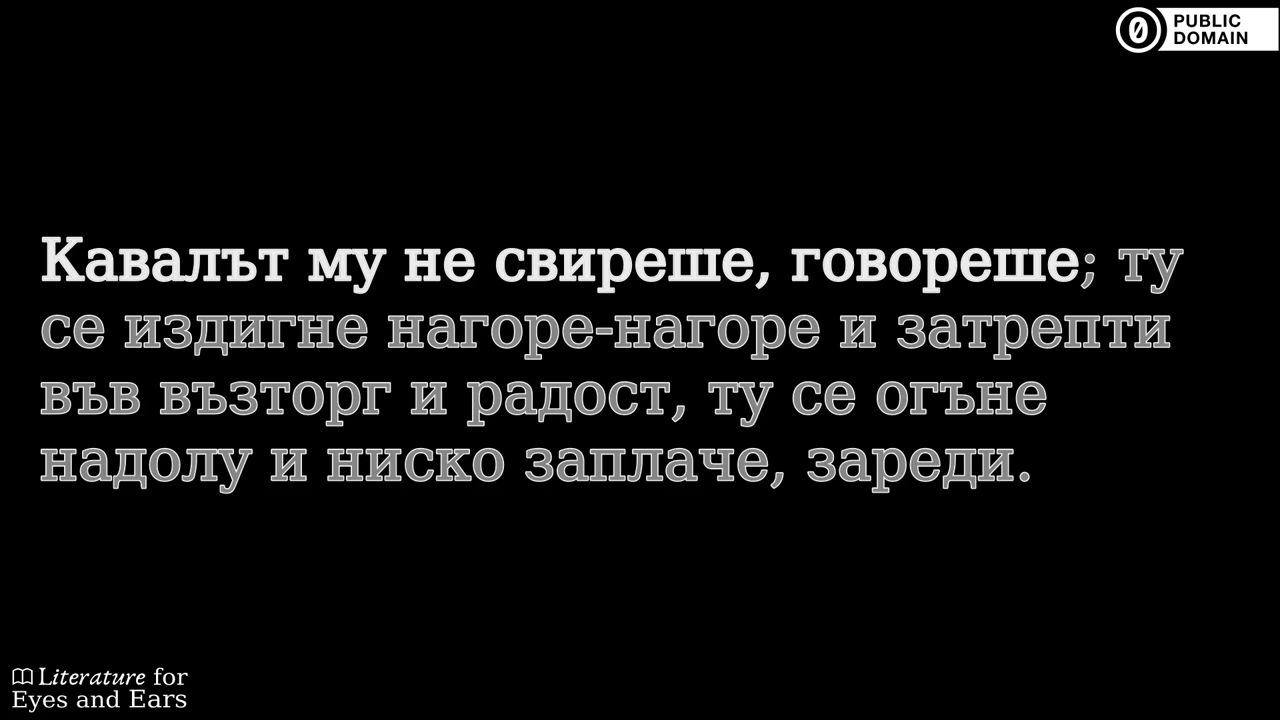 PUBLIC
DOMAIN
Кавалът му не свиреше, говореше; ту
се издигне нагоре-нагоре и затрепти
във възторг и радост, ту се огъне
надолу и ниско заплаче, зареди.
Literature for
Eyes and Ears